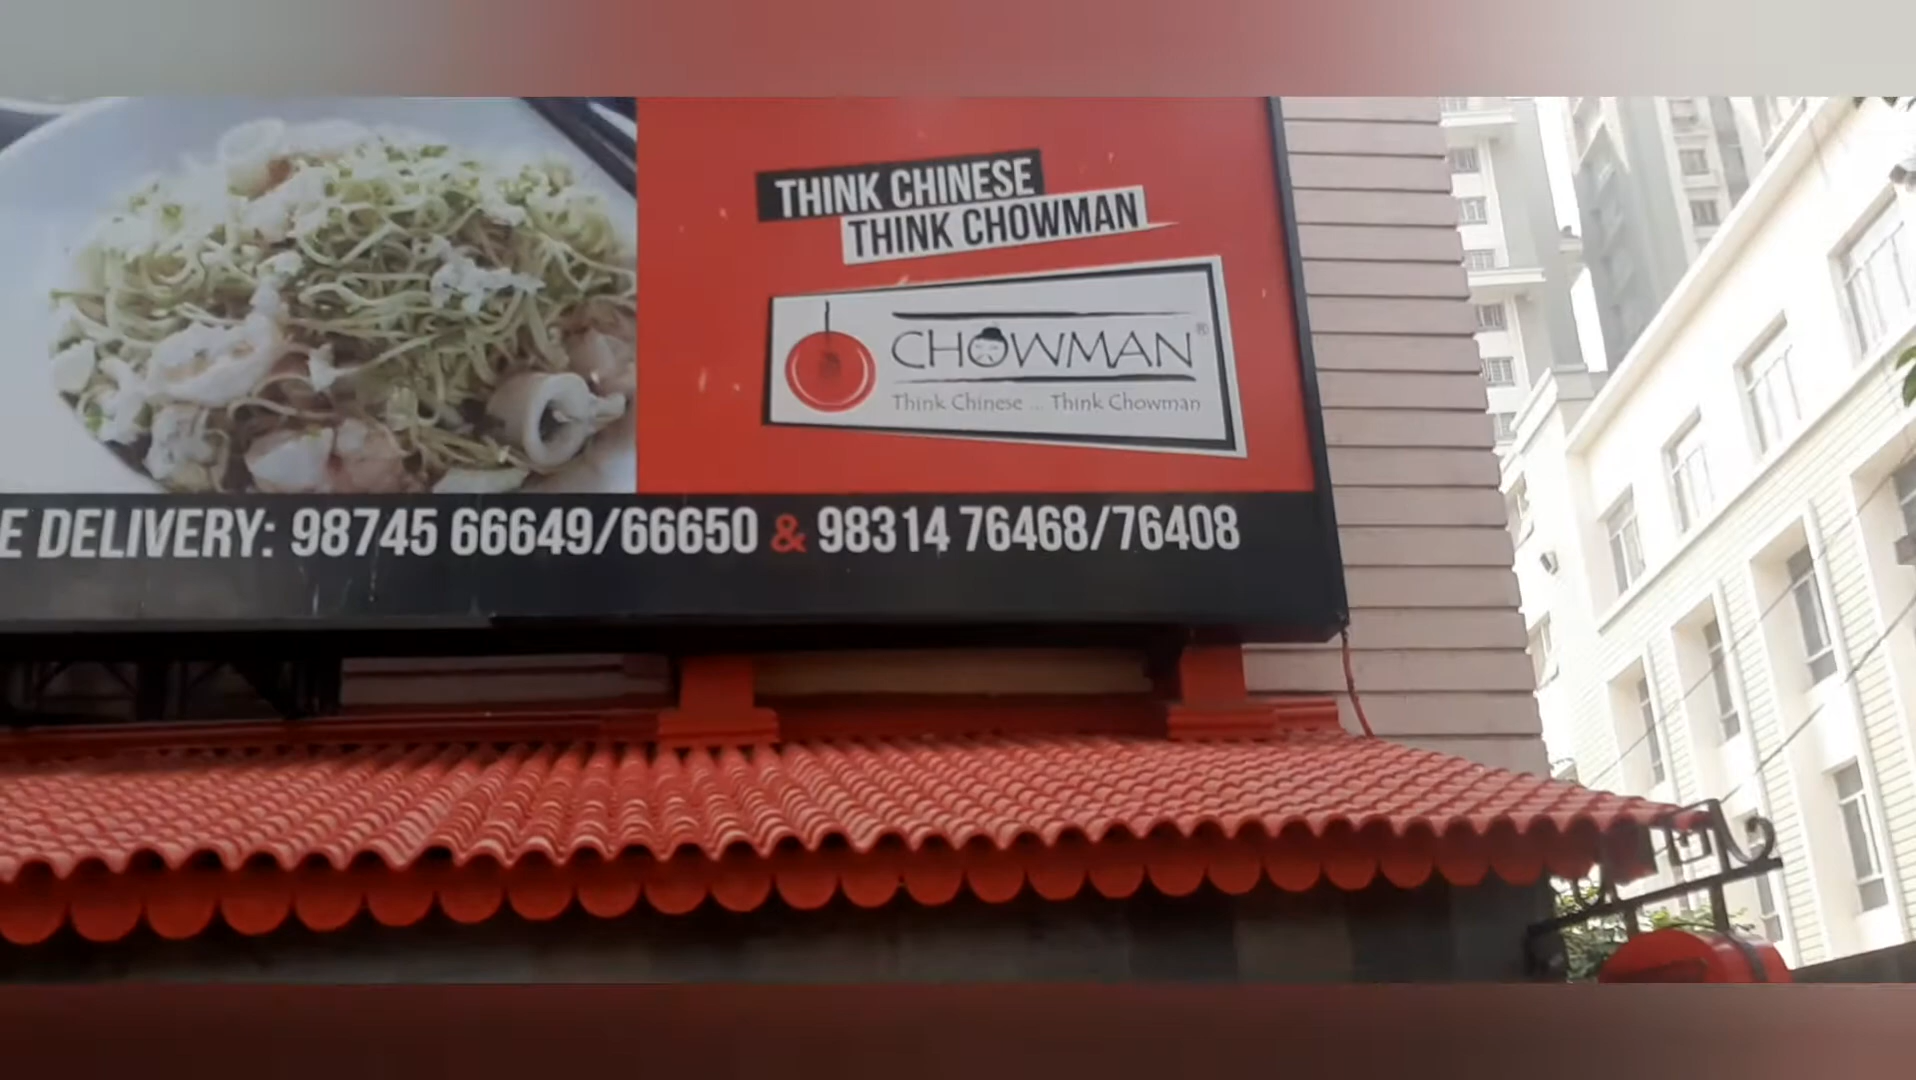 THINK CHINESE
THINK CHOWMAN
CHOWMAN®
Think Chinese ... Think Chowman
E DELIVERY: 98745 66649/66650 & 98314 76468/76408